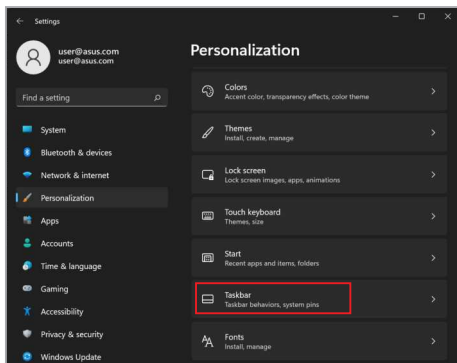 Settings
user@asus.com
user@asus.com
Find a setting
System
Bluetooth & devices
Network & internet
Personalization
Apps
Accounts
Time & language
Gaming
Accessibility
Privacy & security
Windows Update
Personalization
Colors
Accent color, transparency effects, color theme
Themes
Install, create, manage
Lock screen
Lock screen images, apps, animations
Touch keyboard
Themes, size
Start
Recent apps and items, folders
Taskbar
Taskbar behaviors, system pins
Fonts
Install, manage